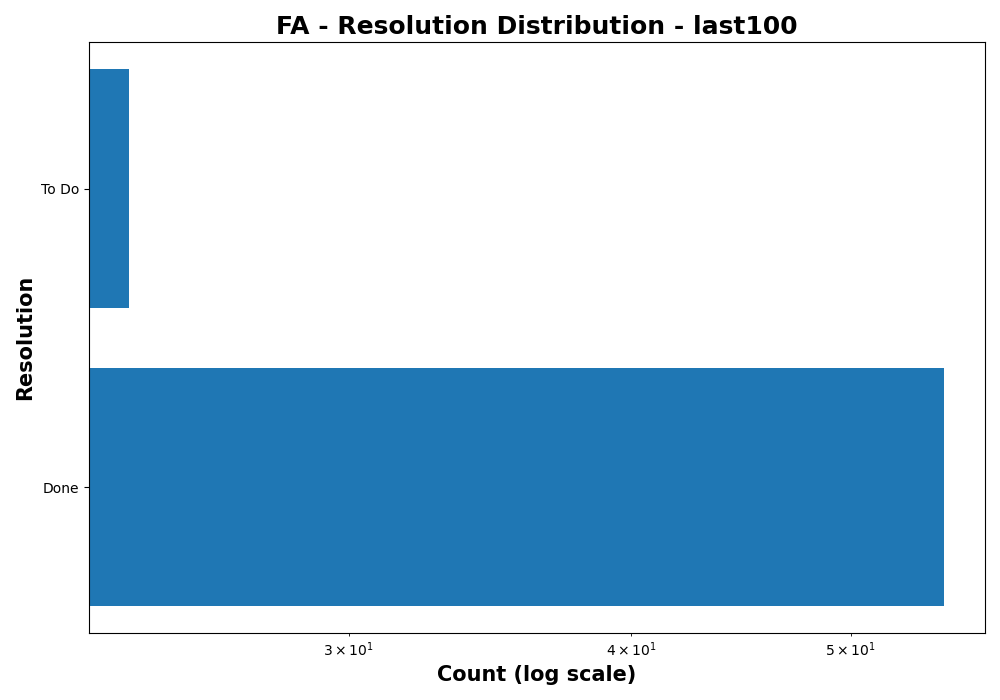 FA - Resolution Distribution - last100
To Do
Done
Resolution
3 × 10¹
4 × 10¹
5 × 10¹
Count (log scale)